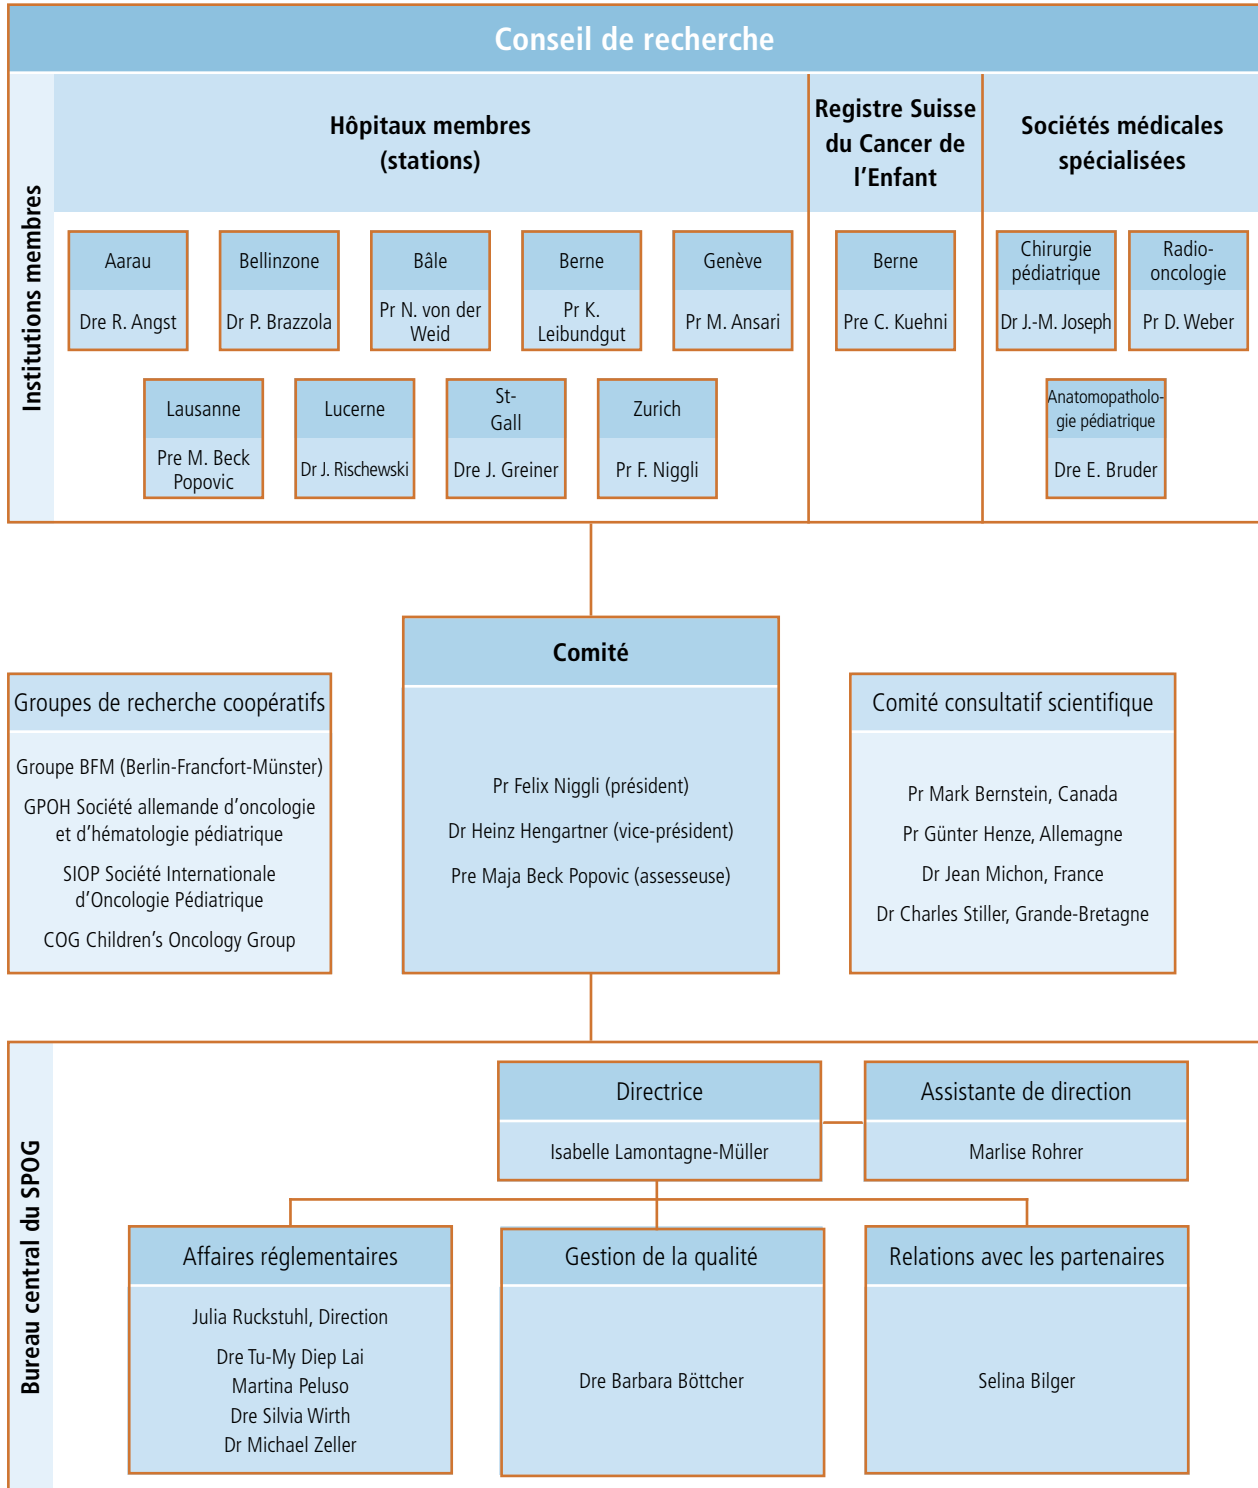 Conseil de recherche
Institutions membres
Hôpitaux membres
(stations)
Registre Suisse
du Cancer de
l’Enfant
Sociétés médicales
spécialisées
Aarau
Dre R. Angst
Bellinzone
Dr P. Brazzola
Bâle
Pr N. von der
Weid
Berne
Pr K.
Leibundgut
Genève
Pr M. Ansari
Berne
Pre C. Kuehni
Chirurgie
pédiatrique
Dr J.-M. Joseph
Radio-
oncologie
Pr D. Weber
Lausanne
Pre M. Beck
Popovic
Lucerne
Dr J. Rischewski
St-
Gall
Dre J. Greiner
Zurich
Pr F. Niggli
Anatomopatholo-
gie pédiatrique
Dre E. Bruder
Groupes de recherche coopératifs
Groupe BFM (Berlin-Francfort-Münster)
GPOH Société allemande d’oncologie
et d’hématologie pédiatrique
SIOP Société Internationale
d’Oncologie Pédiatrique
COG Children’s Oncology Group
Comité
Pr Felix Niggli (président)
Dr Heinz Hengartner (vice-président)
Pre Maja Beck Popovic (assesseuse)
Comité consultatif scientifique
Pr Mark Bernstein, Canada
Pr Günter Henze, Allemagne
Dr Jean Michon, France
Dr Charles Stiller, Grande-Bretagne
Bureau central du SPOG
Directrice
Isabelle Lamontagne-Müller
Assistante de direction
Marlise Rohrer
Affaires réglementaires
Julia Ruckstuhl, Direction
Dre Tu-My Diep Lai
Martina Peluso
Dre Silvia Wirth
Dr Michael Zeller
Gestion de la qualité
Dre Barbara Böttcher
Relations avec les partenaires
Selina Bilger